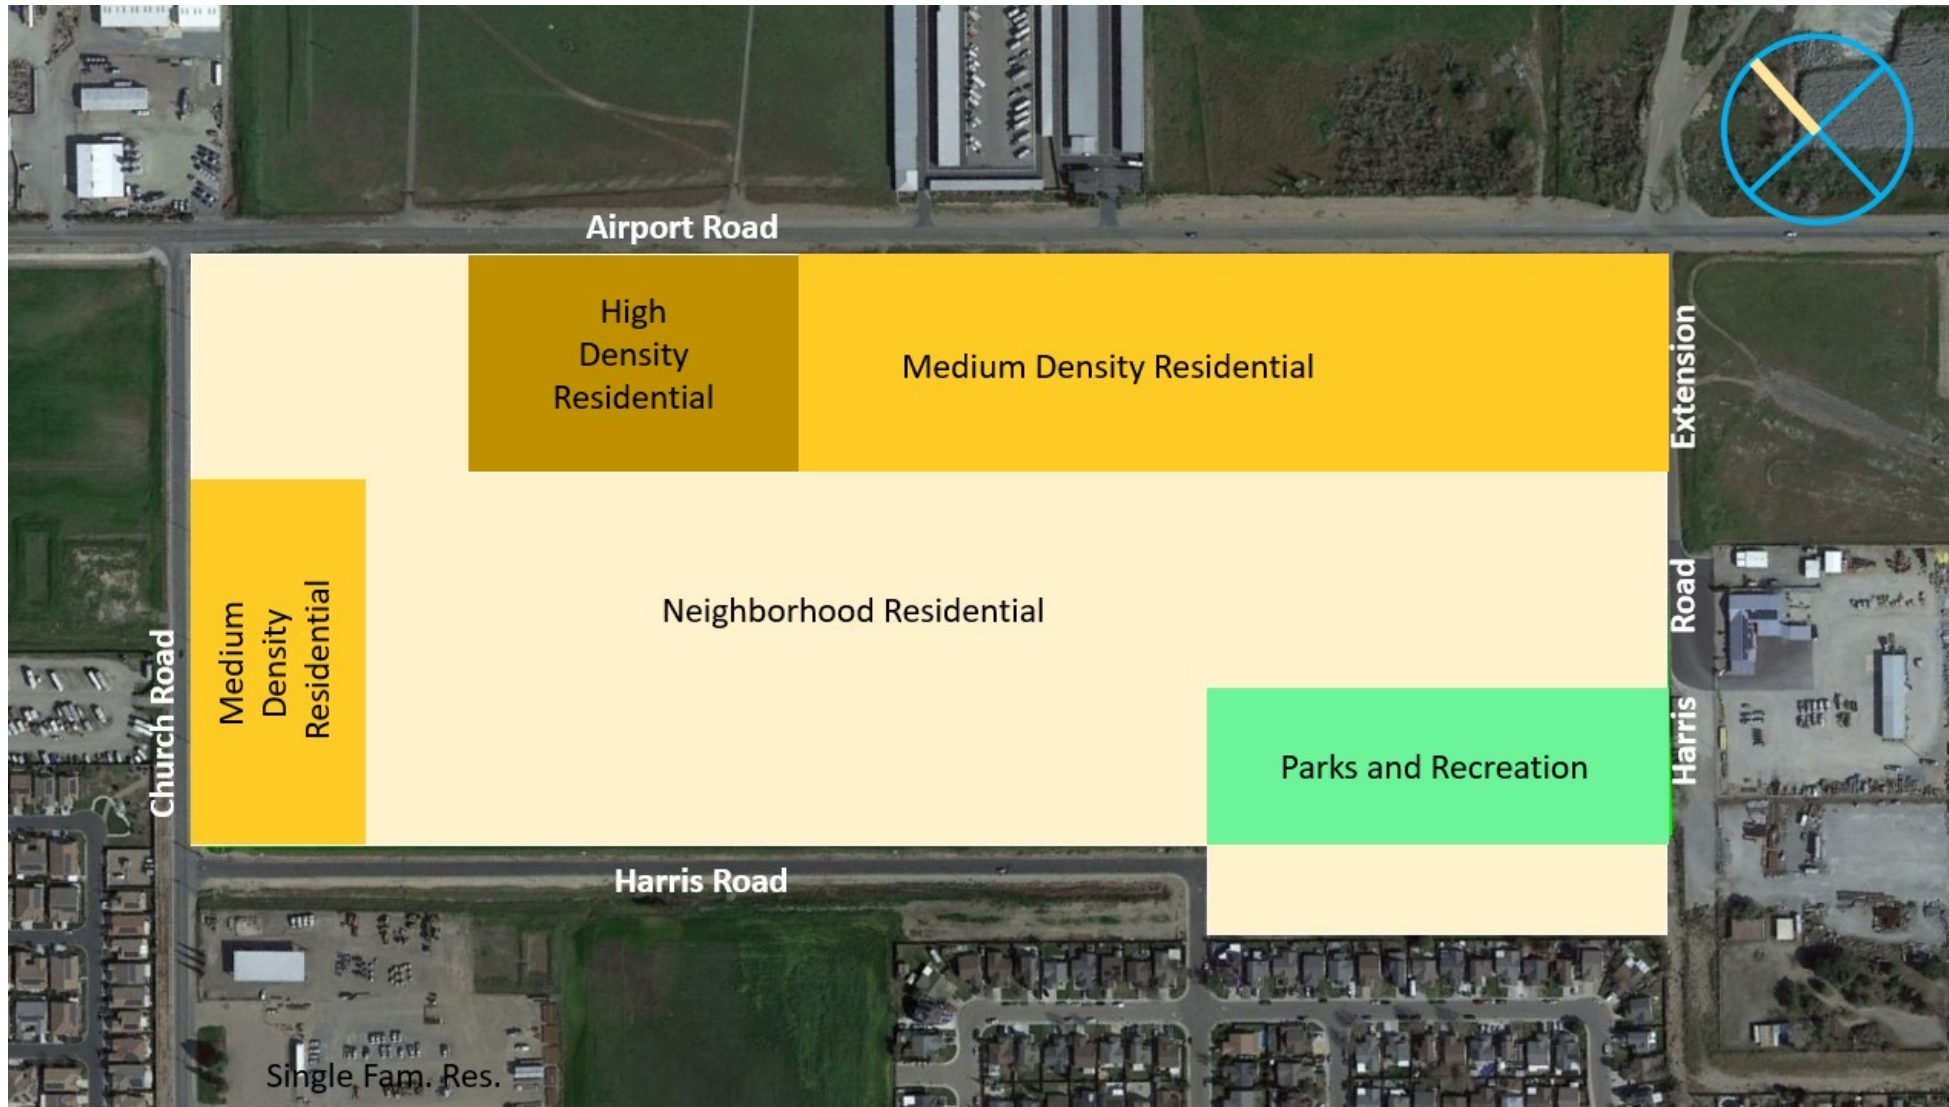 Airport Road
High
Density
Residential
Medium Density Residential
Extension
Medium
Density
Residential
Neighborhood Residential
Road
Church Road
Harris
Parks and Recreation
Harris Road
Single Fam. Res.